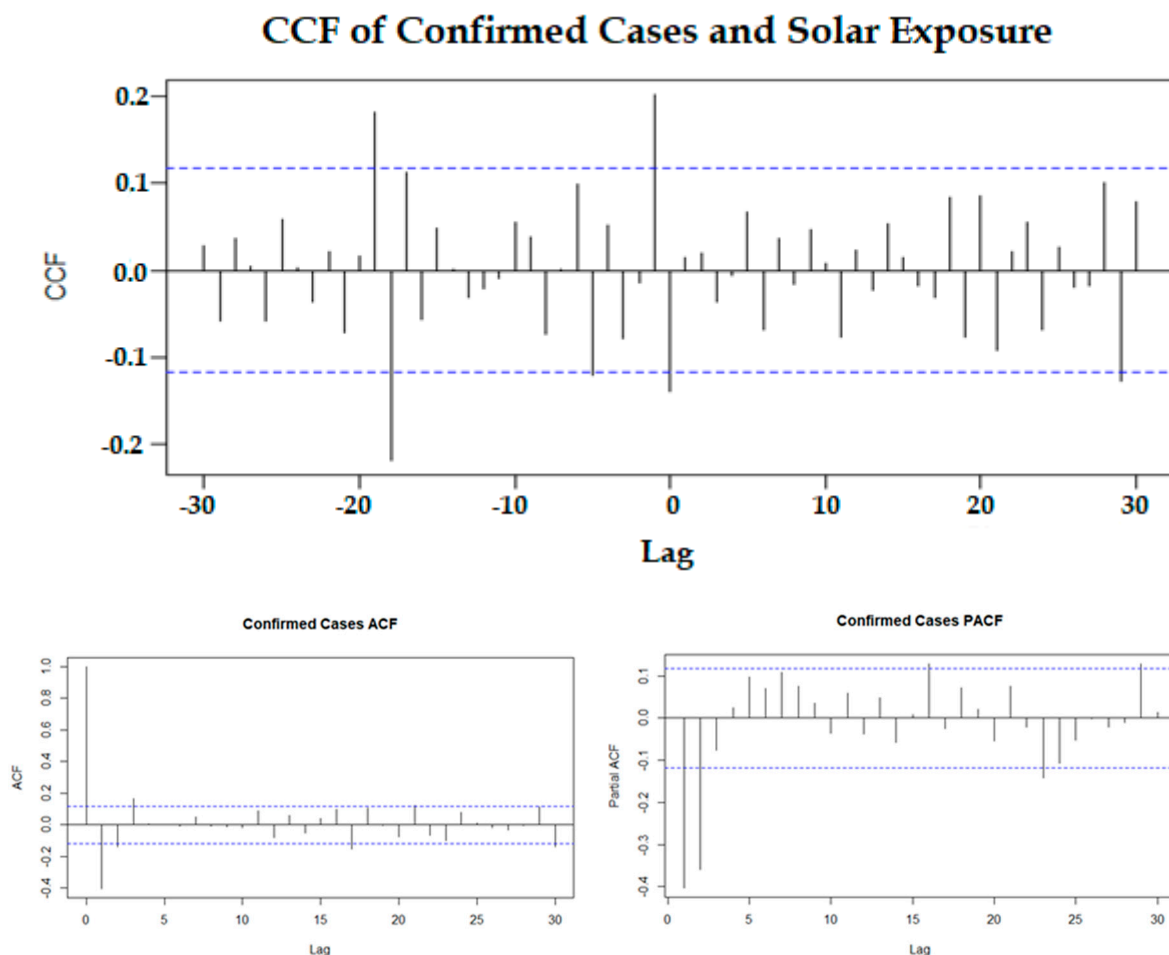 CCF of Confirmed Cases and Solar Exposure
0.2
0.1
0.0
-0.1
-0.2
CCF
-30 -20 -10 0 10 20 30
Lag
Confirmed Cases ACF
1.0
0.8
0.6
0.4
0.2
0.0
-0.2
-0.4
ACF
0 5 10 15 20 25 30
Lag
Confirmed Cases PACF
0.1
0.0
-0.1
-0.2
-0.3
-0.4
Partial ACF
0 5 10 15 20 25 30
Lag